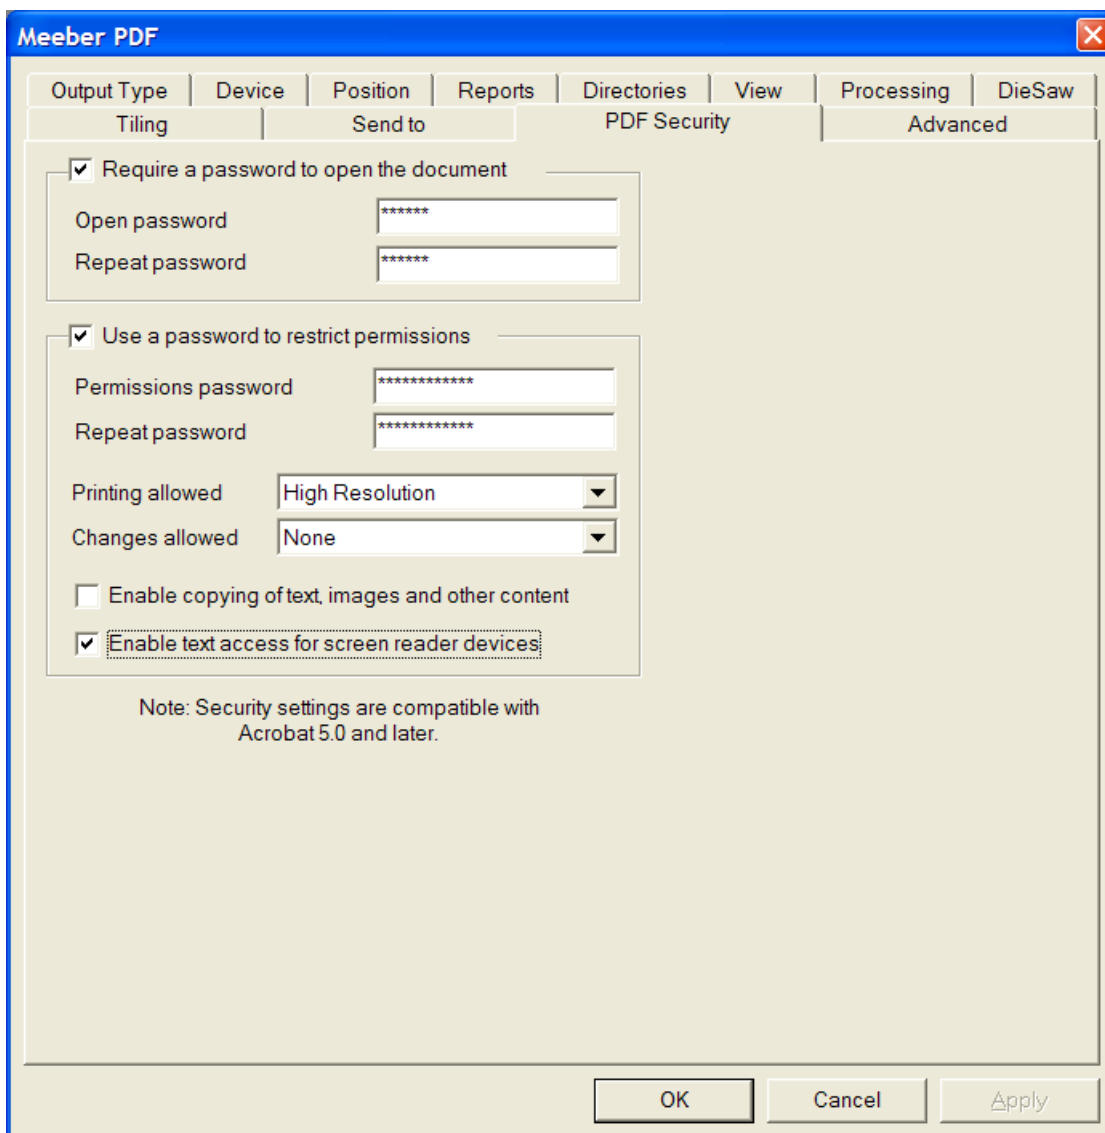 Meeber PDF
Output Type Device Position Reports Directories View Processing DieSaw
Tiling Send to PDF Security Advanced
Require a password to open the document
Open password ******
Repeat password ******
Use a password to restrict permissions
Permissions password ************
Repeat password ************
Printing allowed High Resolution
Changes allowed None
Enable copying of text, images and other content
Enable text access for screen reader devices
Note: Security settings are compatible with
Acrobat 5.0 and later.
OK Cancel Apply